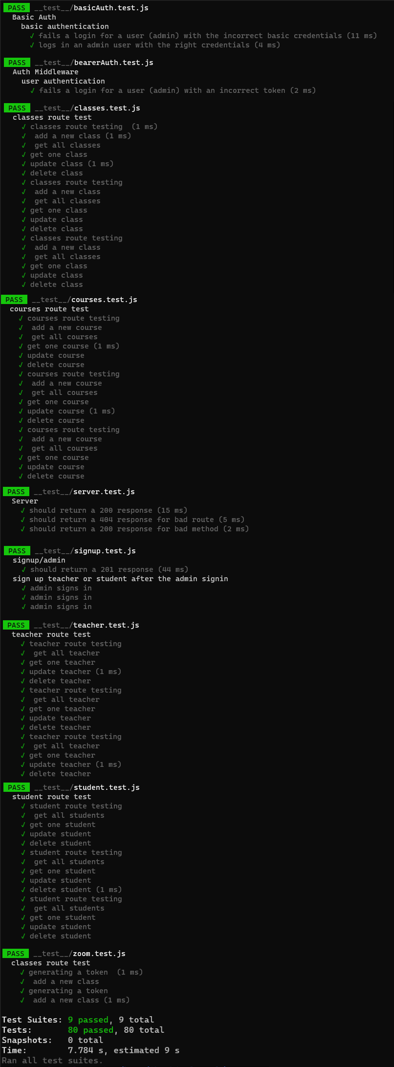 PASS __test__/basicAuth.test.js
Basic Auth
basic authentication
✓ fails a login for a user (admin) with the incorrect basic credentials (11 ms)
✓ logs in an admin user with the right credentials (4 ms)
PASS __test__/bearerAuth.test.js
Auth Middleware
user authentication
✓ fails a login for a user (admin) with an incorrect token (2 ms)
PASS __test__/classes.test.js
classes route test
✓ classes route testing (1 ms)
✓ add a new class (1 ms)
✓ get all classes
✓ get one class
✓ update class (1 ms)
✓ delete class
✓ classes route testing
✓ add a new class
✓ get all classes
✓ get one class
✓ update class
✓ delete class
✓ classes route testing
✓ add a new class
✓ get all classes
✓ get one class
✓ update class
✓ delete class
PASS __test__/courses.test.js
courses route test
✓ courses route testing
✓ add a new course
✓ get all courses
✓ get one course (1 ms)
✓ update course
✓ delete course
✓ courses route testing
✓ add a new course
✓ get all courses
✓ get one course
✓ update course (1 ms)
✓ delete course
✓ courses route testing
✓ add a new course
✓ get all courses
✓ get one course
✓ update course
✓ delete course
PASS __test__/server.test.js
Server
✓ should return a 200 response (15 ms)
✓ should return a 404 response for bad route (5 ms)
✓ should return a 200 response for bad method (2 ms)
PASS __test__/signup.test.js
signup/admin
✓ should return a 201 response (44 ms)
sign up teacher or student after the admin signin
✓ admin signs in
✓ admin signs in
✓ admin signs in
PASS __test__/teacher.test.js
teacher route test
✓ teacher route testing
✓ get all teacher
✓ get one teacher
✓ update teacher (1 ms)
✓ delete teacher
✓ teacher route testing
✓ get all teacher
✓ get one teacher
✓ update teacher
✓ delete teacher
✓ teacher route testing
✓ get all teacher
✓ get one teacher
✓ update teacher (1 ms)
✓ delete teacher
PASS __test__/student.test.js
student route test
✓ student route testing
✓ get all students
✓ get one student
✓ update student
✓ delete student
✓ student route testing
✓ get all students
✓ get one student
✓ update student
✓ delete student (1 ms)
✓ student route testing
✓ get all students
✓ get one student
✓ update student
✓ delete student
PASS __test__/zoom.test.js
classes route test
✓ generating a token (1 ms)
✓ add a new class
✓ generating a token
✓ add a new class (1 ms)
Test Suites: 9 passed, 9 total
Tests: 80 passed, 80 total
Snapshots: 0 total
Time: 7.784 s, estimated 9 s
Ran all test suites.